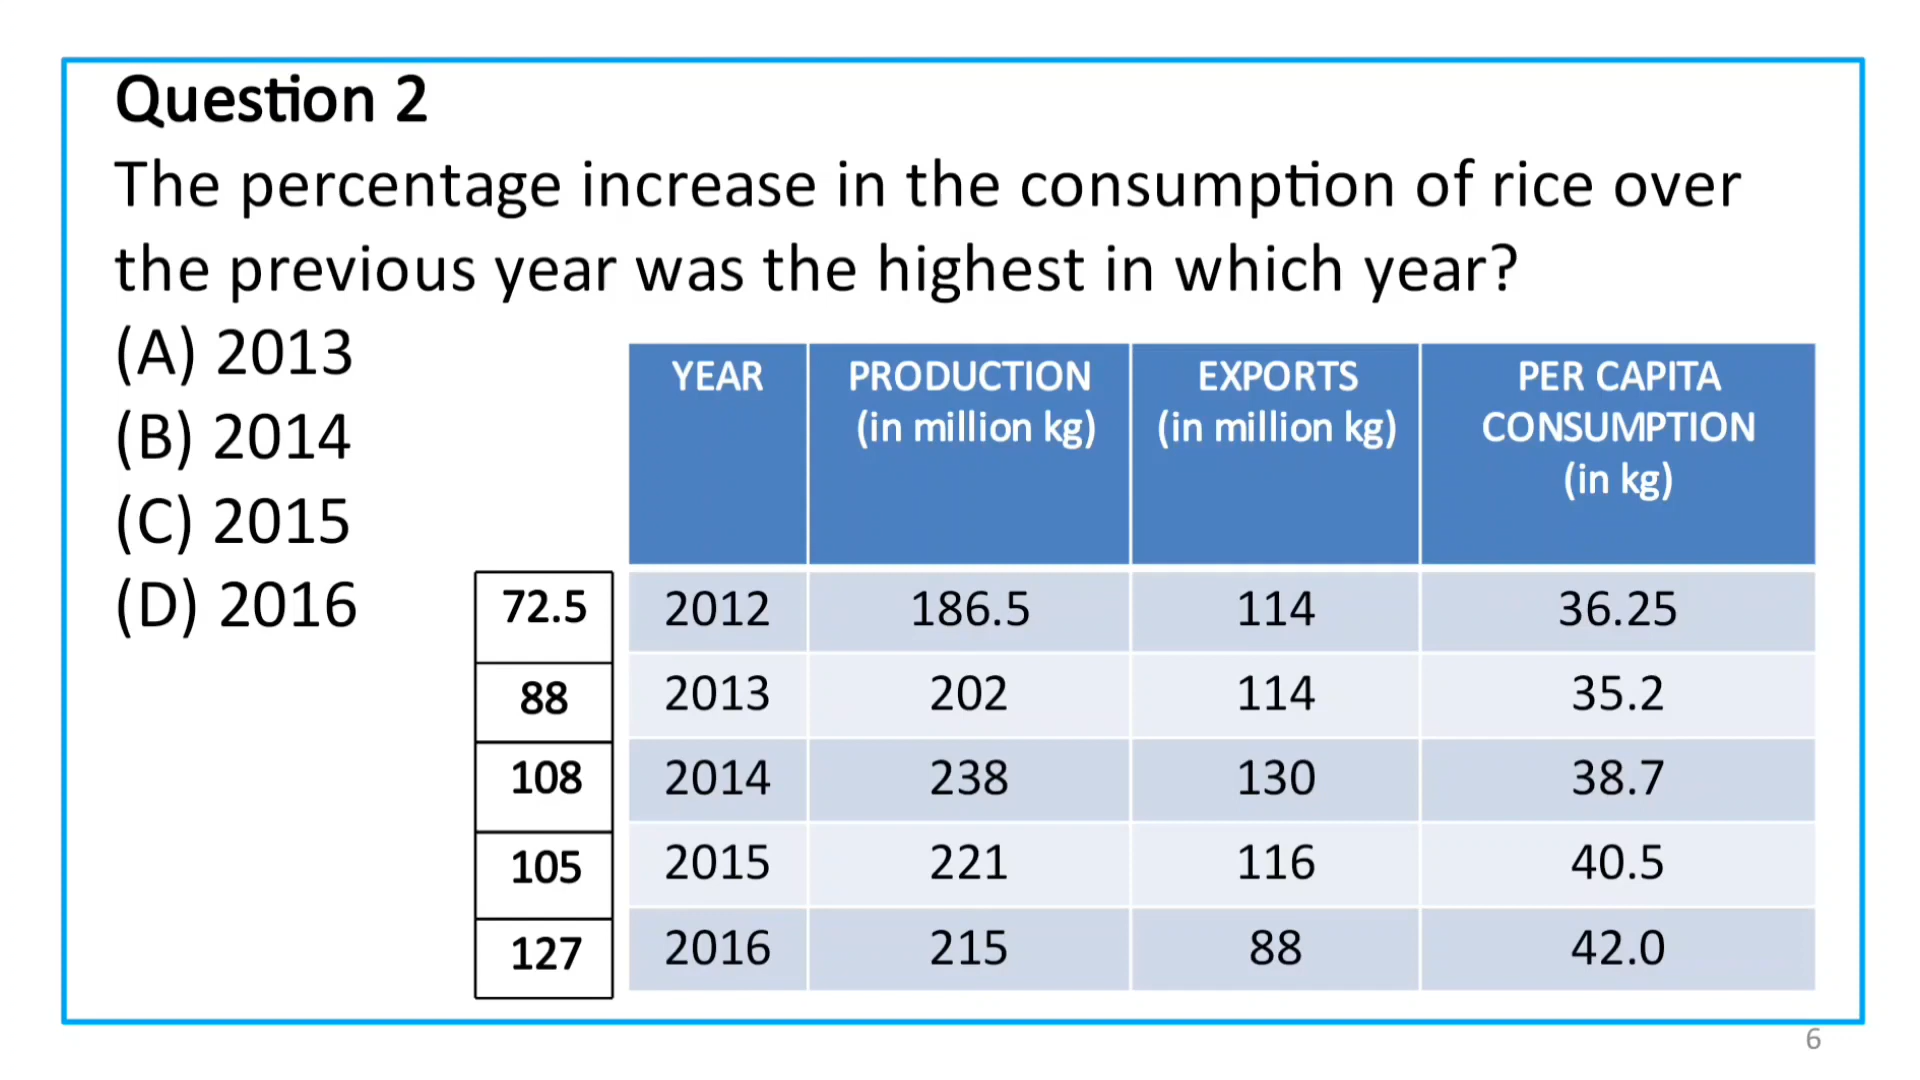 Question 2
The percentage increase in the consumption of rice over
the previous year was the highest in which year?
(A) 2013
(B) 2014
(C) 2015
(D) 2016
YEAR PRODUCTION (in million kg) EXPORTS (in million kg) PER CAPITA CONSUMPTION (in kg)
72.5 2012 186.5 114 36.25
88 2013 202 114 35.2
108 2014 238 130 38.7
105 2015 221 116 40.5
127 2016 215 88 42.0
6